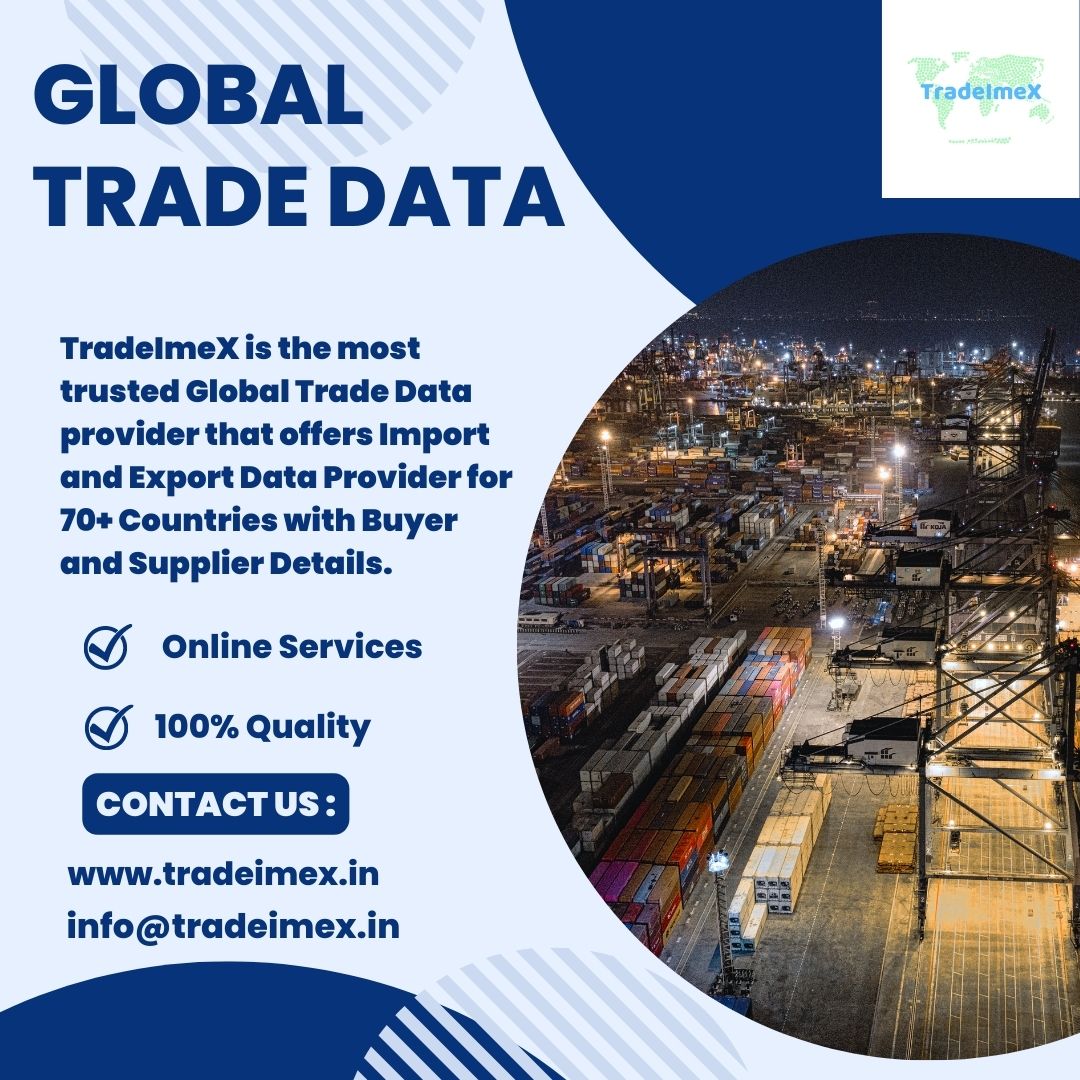 GLOBAL
TRADE DATA
TradeImeX
TradeImeX is the most
trusted Global Trade Data
provider that offers Import
and Export Data Provider for
70+ Countries with Buyer
and Supplier Details.
Online Services
100% Quality
CONTACT US :
www.tradeimex.in
info@tradeimex.in
KOJA